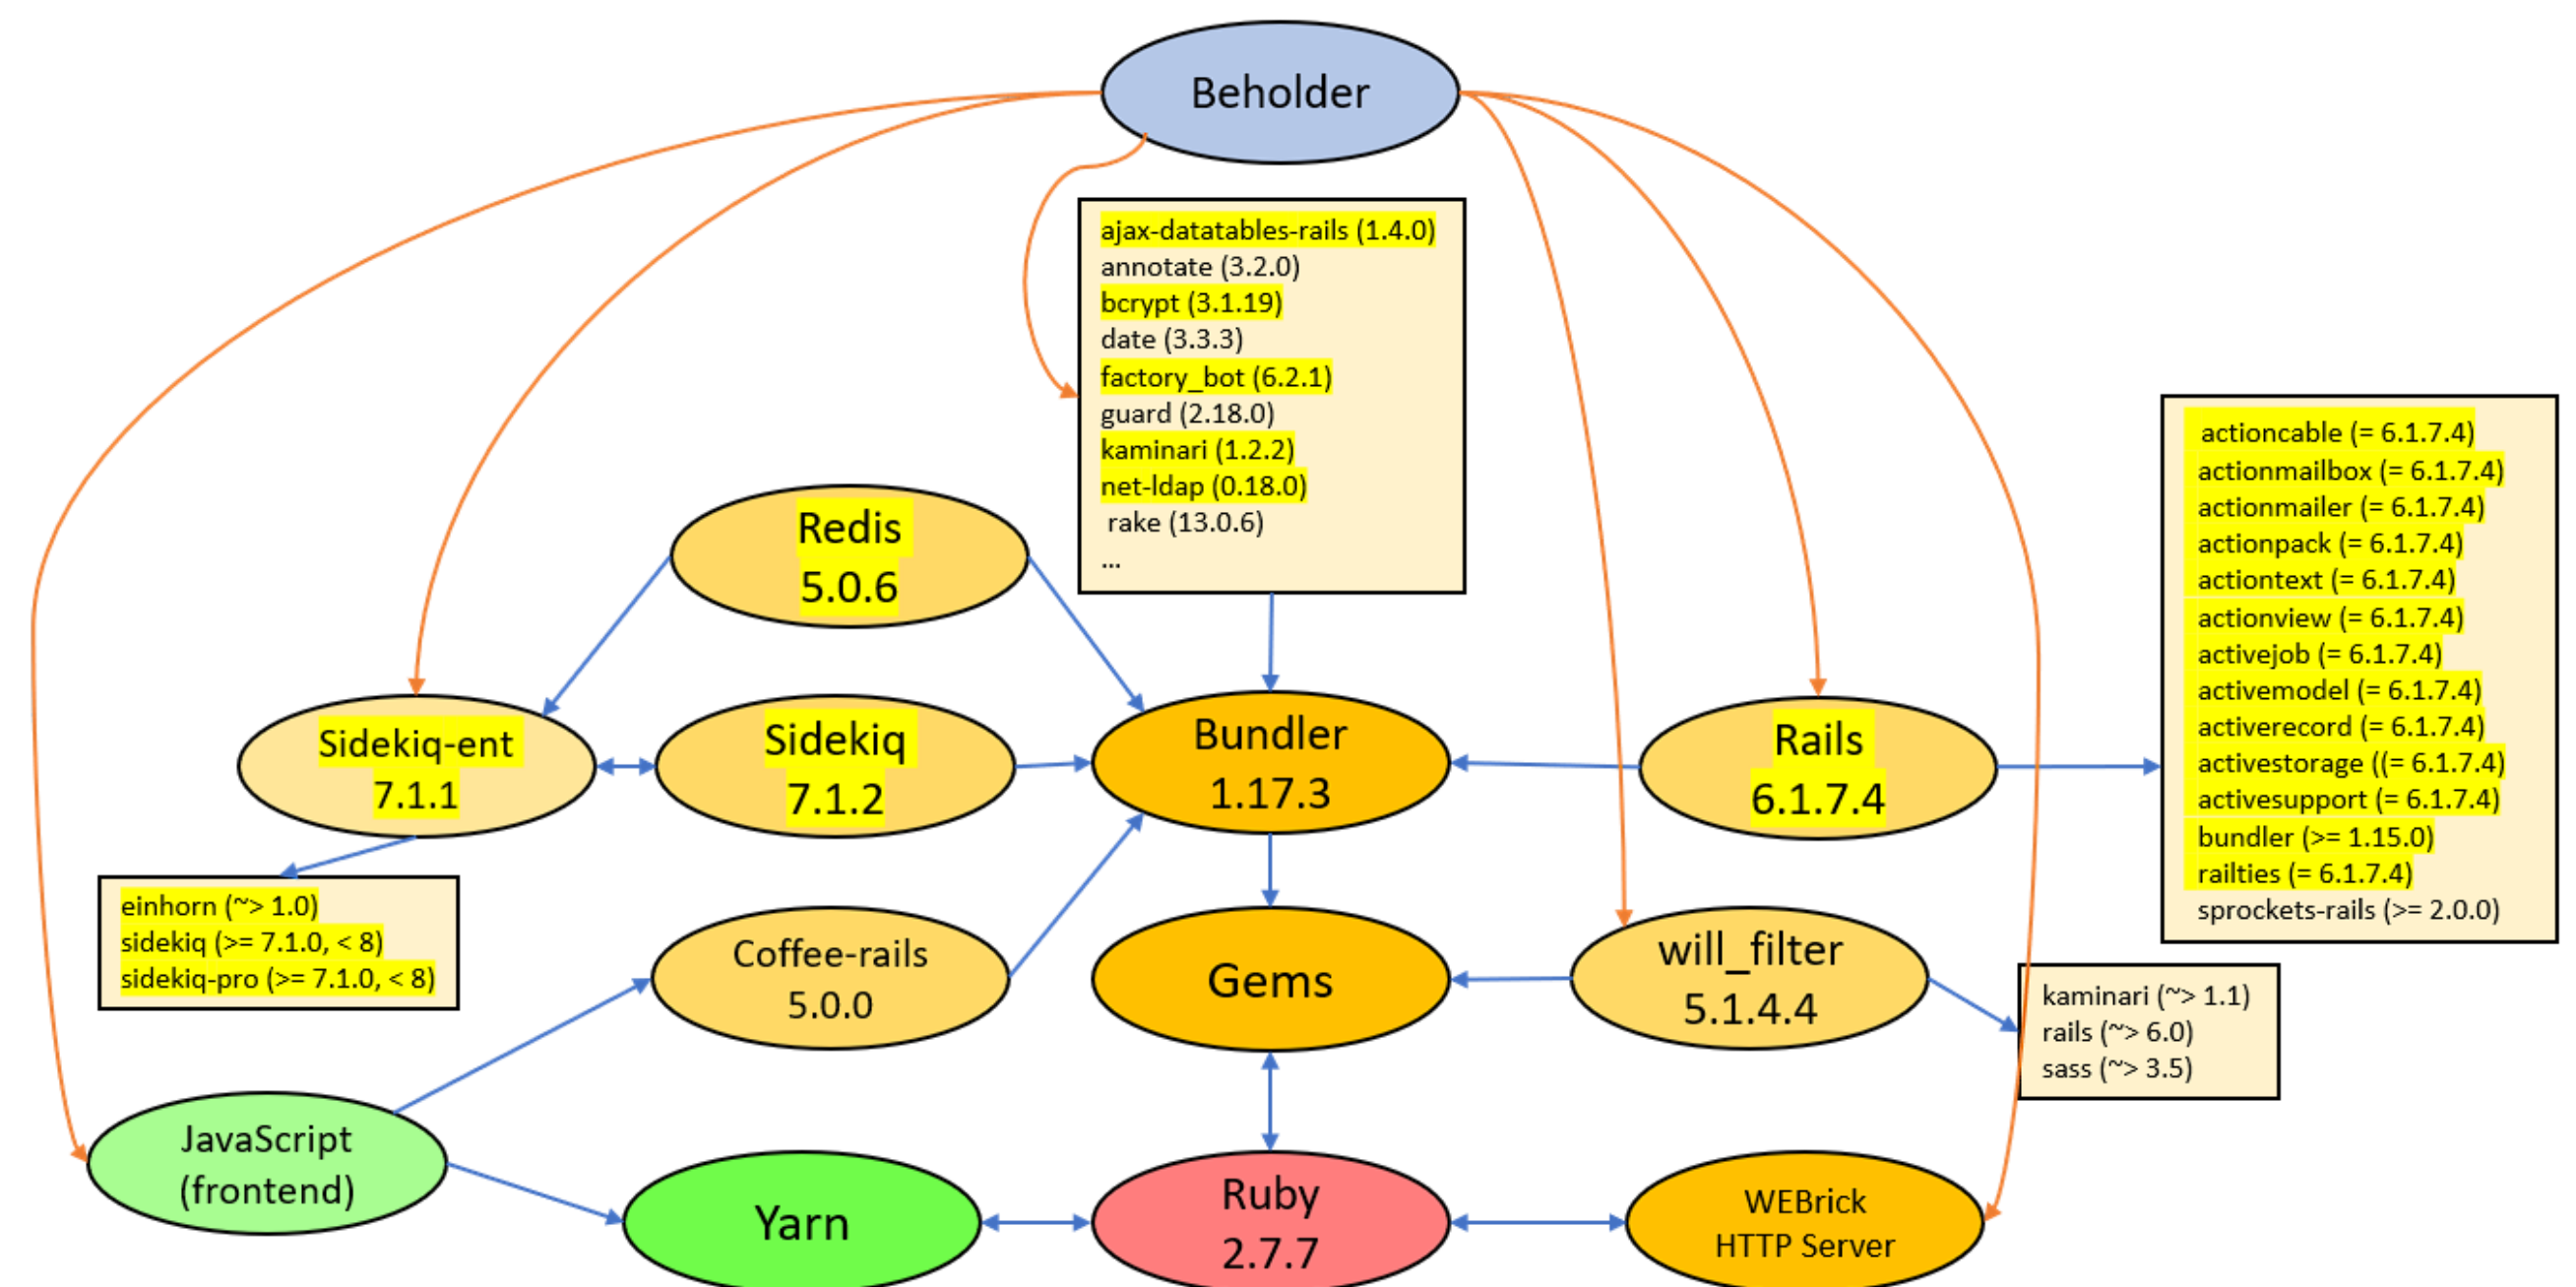 Beholder
ajax-datatables-rails (1.4.0)
annotate (3.2.0)
bcrypt (3.1.19)
date (3.3.3)
factory_bot (6.2.1)
guard (2.18.0)
kaminari (1.2.2)
net-ldap (0.18.0)
rake (13.0.6)
...
actioncable (= 6.1.7.4)
actionmailbox (= 6.1.7.4)
actionmailer (= 6.1.7.4)
actionpack (= 6.1.7.4)
actiontext (= 6.1.7.4)
actionview (= 6.1.7.4)
activejob (= 6.1.7.4)
activemodel (= 6.1.7.4)
activerecord (= 6.1.7.4)
activestorage ((= 6.1.7.4)
activesupport (= 6.1.7.4)
bundler (>= 1.15.0)
railties (= 6.1.7.4)
sprockets-rails (>= 2.0.0)
Redis
5.0.6
Sidekiq-ent
7.1.1
Sidekiq
7.1.2
Bundler
1.17.3
Rails
6.1.7.4
einhorn (~> 1.0)
sidekiq (>= 7.1.0, < 8)
sidekiq-pro (>= 7.1.0, < 8)
Coffee-rails
5.0.0
Gems
will_filter
5.1.4.4
kaminari (~> 1.1)
rails (~> 6.0)
sass (~> 3.5)
JavaScript
(frontend)
Yarn
Ruby
2.7.7
WEBrick
HTTP Server